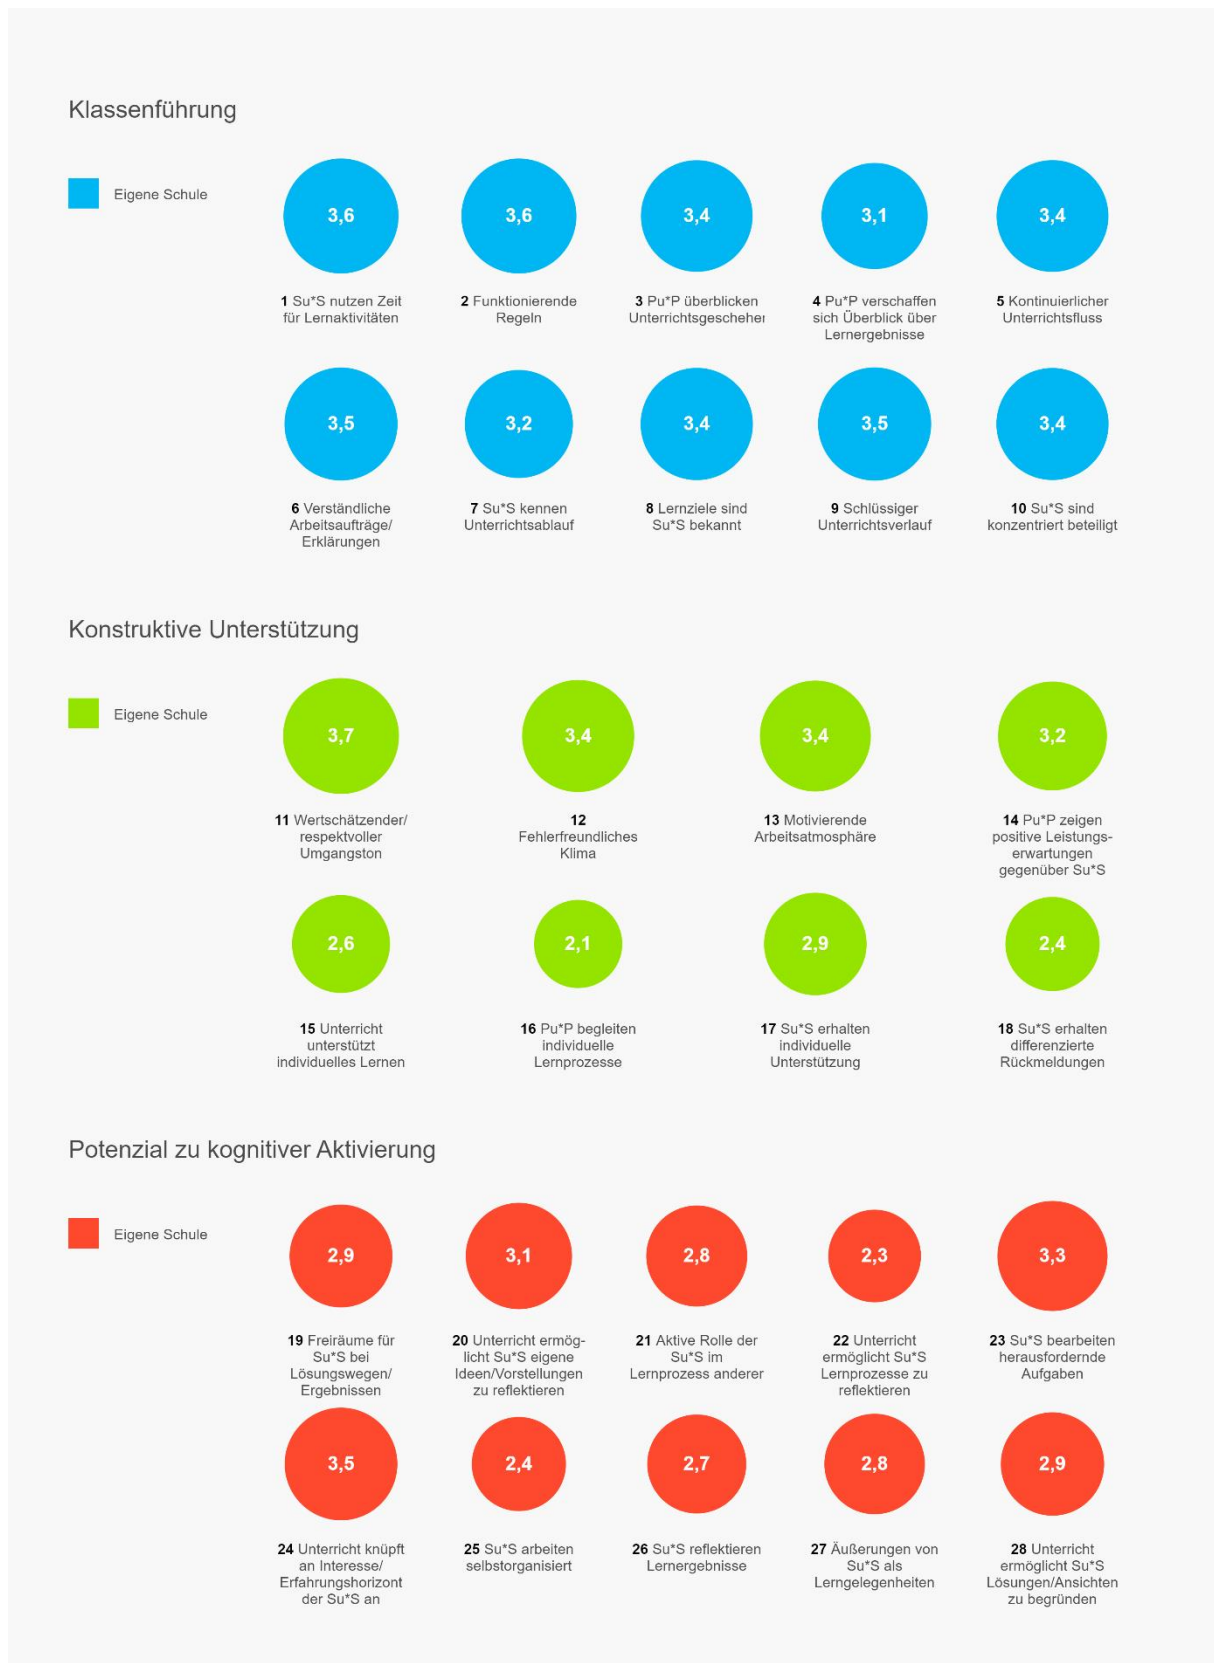 Klassenführung
Eigene Schule
3,6
3,6
3,4
3,1
3,4
1 Su*S nutzen Zeit
für Lernaktivitäten
2 Funktionierende
Regeln
3 Pu*P überblicken
Unterrichtsgeschehen
4 Pu*P verschaffen
sich Überblick über
Lernergebnisse
5 Kontinuierlicher
Unterrichtsfluss
3,5
3,2
3,4
3,5
3,4
6 Verständliche
Arbeitsaufträge/
Erklärungen
7 Su*S kennen
Unterrichtsablauf
8 Lernziele sind
Su*S bekannt
9 Schlüssiger
Unterrichtsverlauf
10 Su*S sind
konzentriert beteiligt
Konstruktive Unterstützung
Eigene Schule
3,7
3,4
3,4
3,2
11 Wertschätzender/
respektvoller
Umgangston
12
Fehlerfreundliches
Klima
13 Motivierende
Arbeitsatmosphäre
14 Pu*P zeigen
positive Leistungs-
erwartungen
gegenüber Su*S
2,6
2,1
2,9
2,4
15 Unterricht
unterstützt
individuelles Lernen
16 Pu*P begleiten
individuelle
Lernprozesse
17 Su*S erhalten
individuelle
Unterstützung
18 Su*S erhalten
differenzierte
Rückmeldungen
Potenzial zu kognitiver Aktivierung
Eigene Schule
2,9
3,1
2,8
2,3
3,3
19 Freiräume für
Su*S bei
Lösungswegen/
Ergebnissen
20 Unterricht ermög-
licht Su*S eigene
Ideen/Vorstellungen
zu reflektieren
21 Aktive Rolle der
Su*S im
Lernprozess anderer
22 Unterricht
ermöglicht Su*S
Lernprozesse zu
reflektieren
23 Su*S bearbeiten
herausfordernde
Aufgaben
3,5
2,4
2,7
2,8
2,9
24 Unterricht knüpft
an Interesse/
Erfahrungshorizont
der Su*S an
25 Su*S arbeiten
selbstorganisiert
26 Su*S reflektieren
Lernergebnisse
27 Äußerungen von
Su*S als
Lerngelegenheiten
28 Unterricht
ermöglicht Su*S
Lösungen/Ansichten
zu begründen